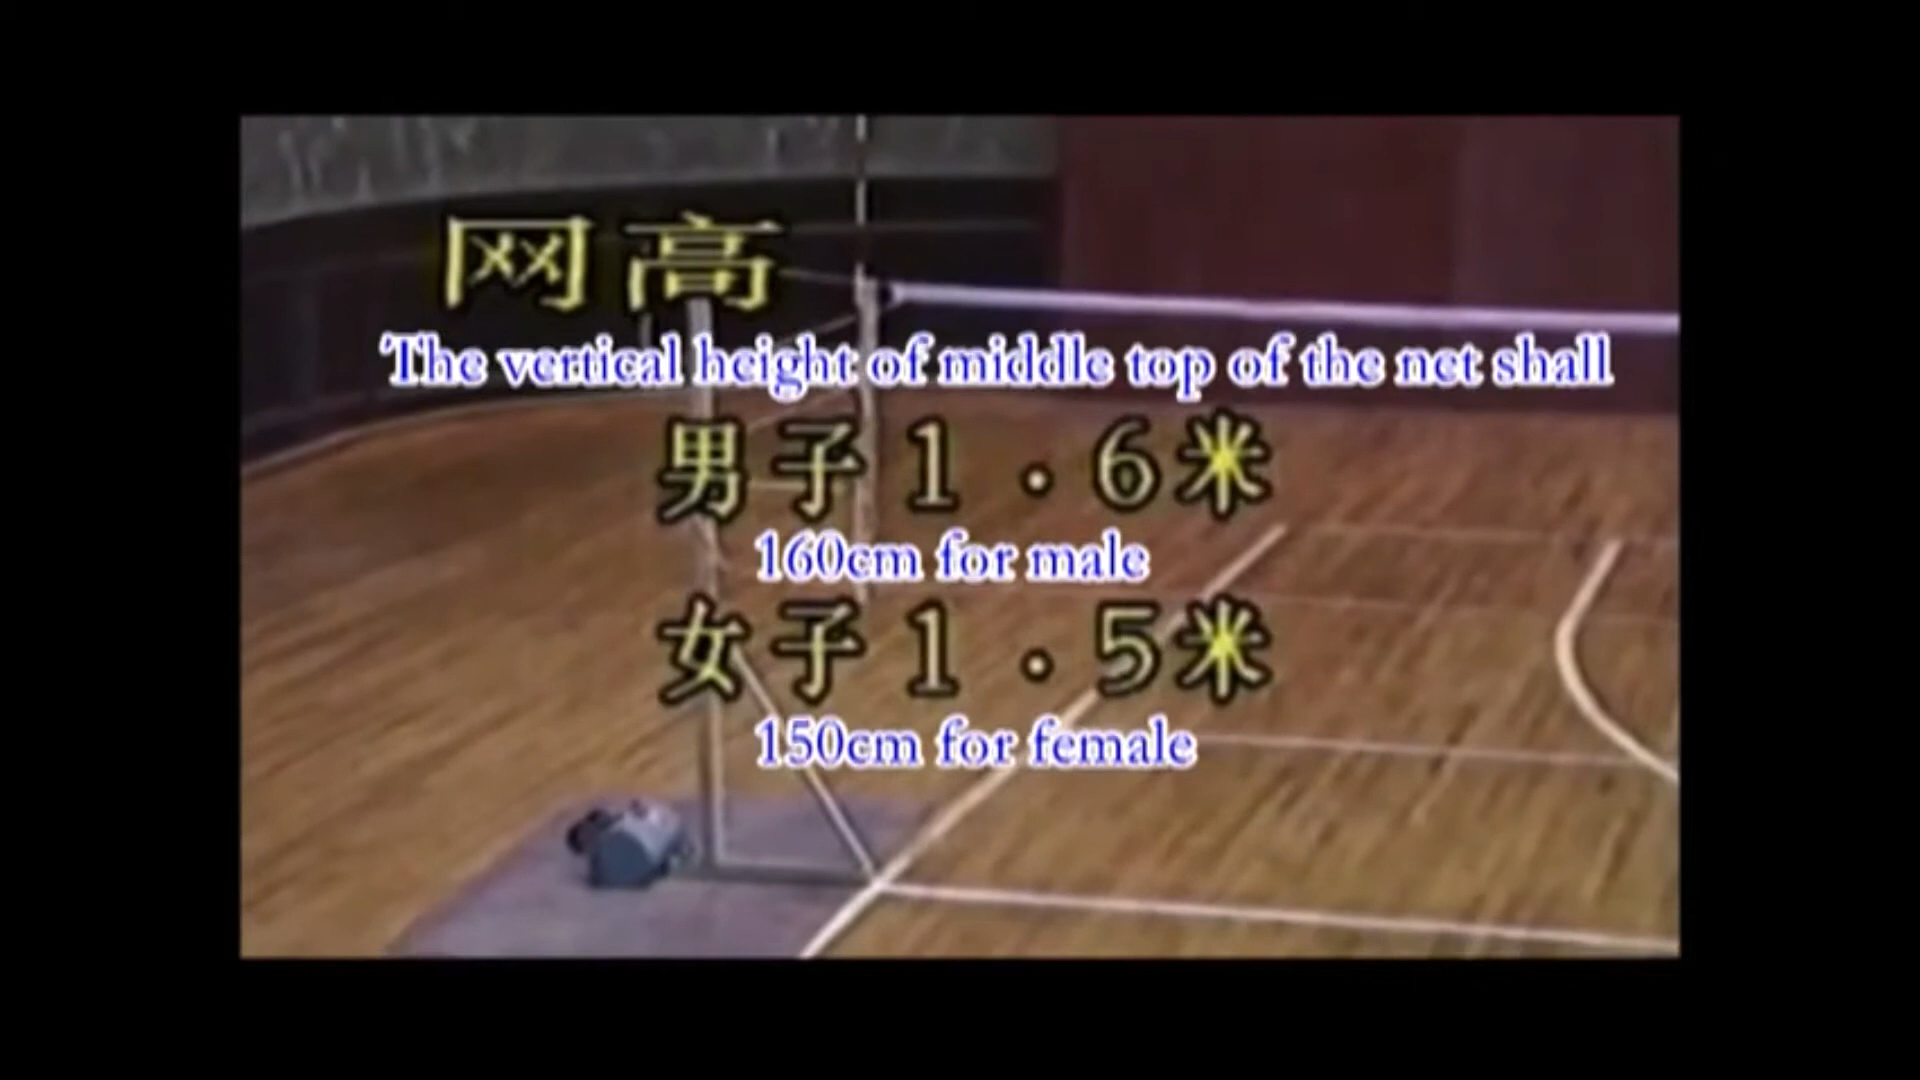 网高
The vertical height of middle top of the net shall
男子1.6米
160cm for male
女子1.5米
150cm for female